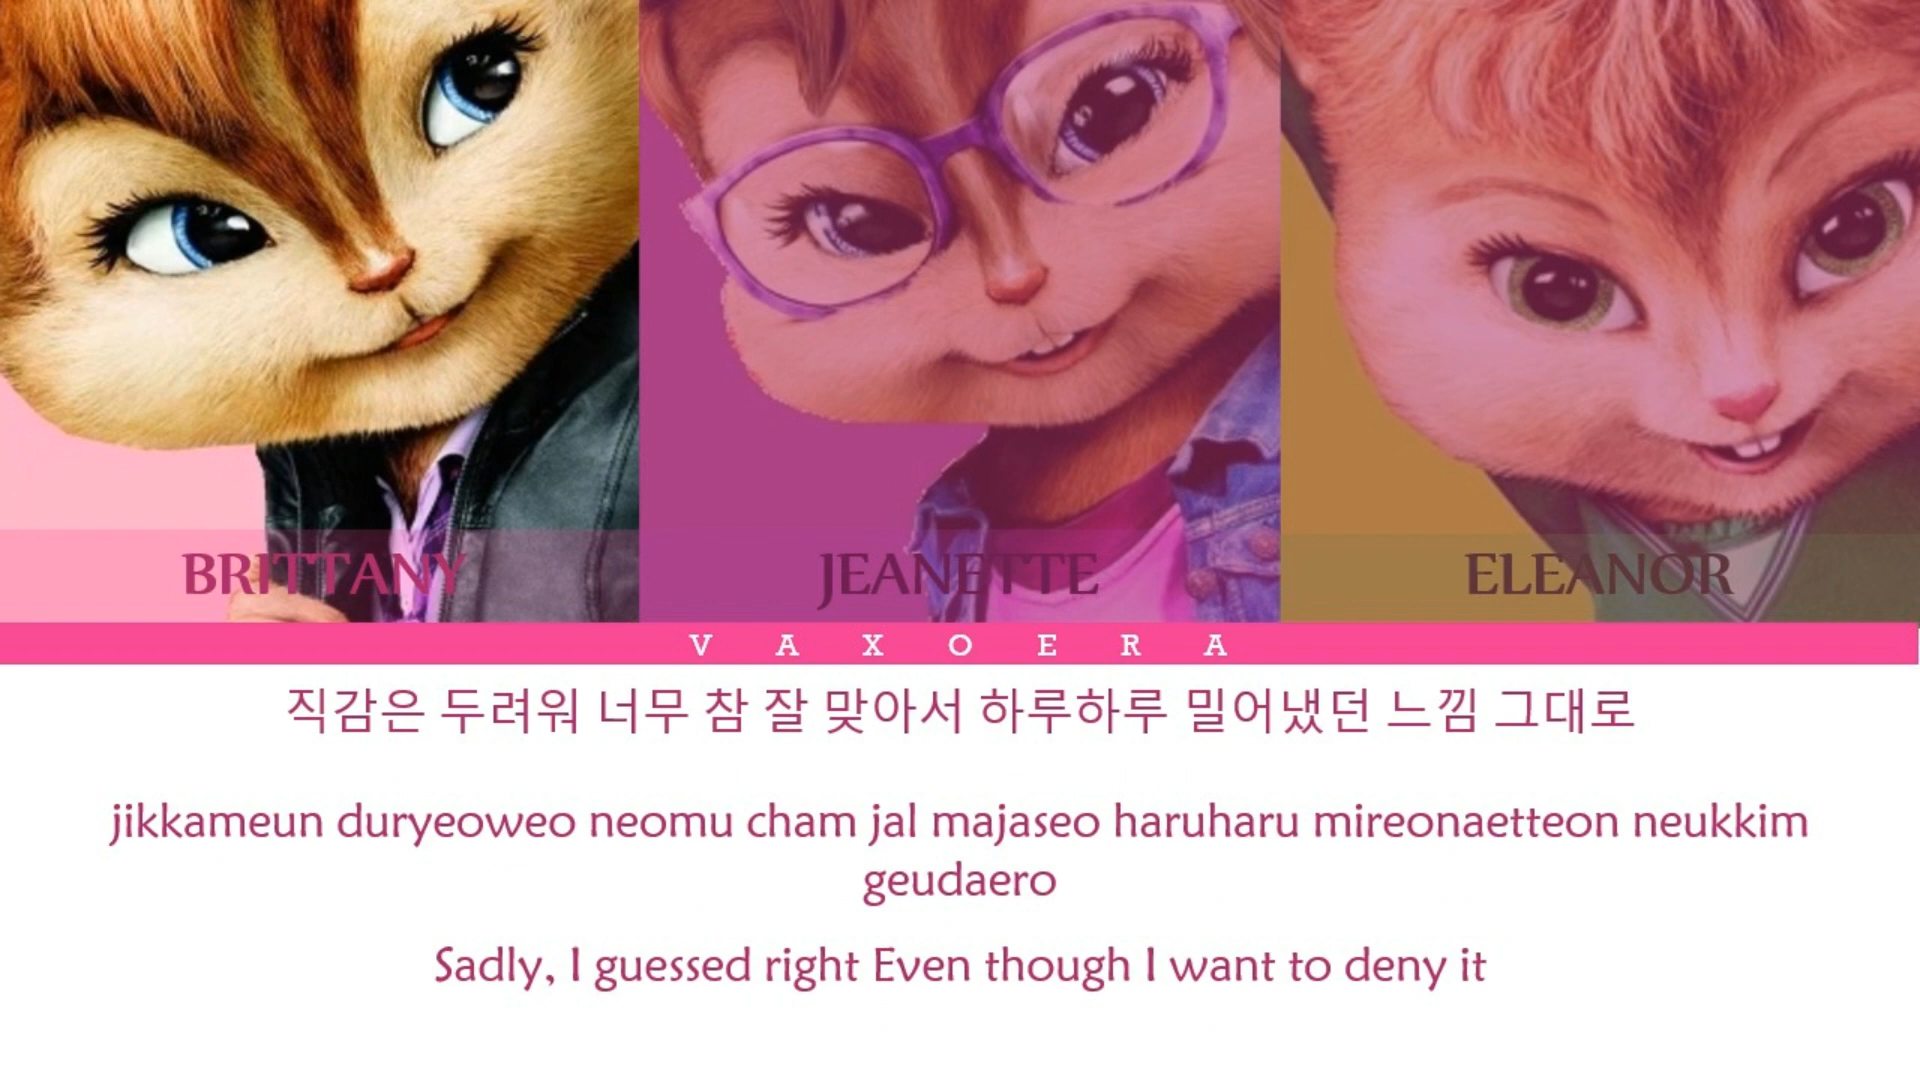 BRITTANY
JEANETTE
ELEANOR
VAXOERA
직감은 두려워 너무 참 잘 맞아서 하루하루 밀어냈던 느낌 그대로
jikkameun duryeoweo neomu cham jal majaseo haruharu mireonaetteon neukkim
geudaero
Sadly, I guessed right Even though I want to deny it